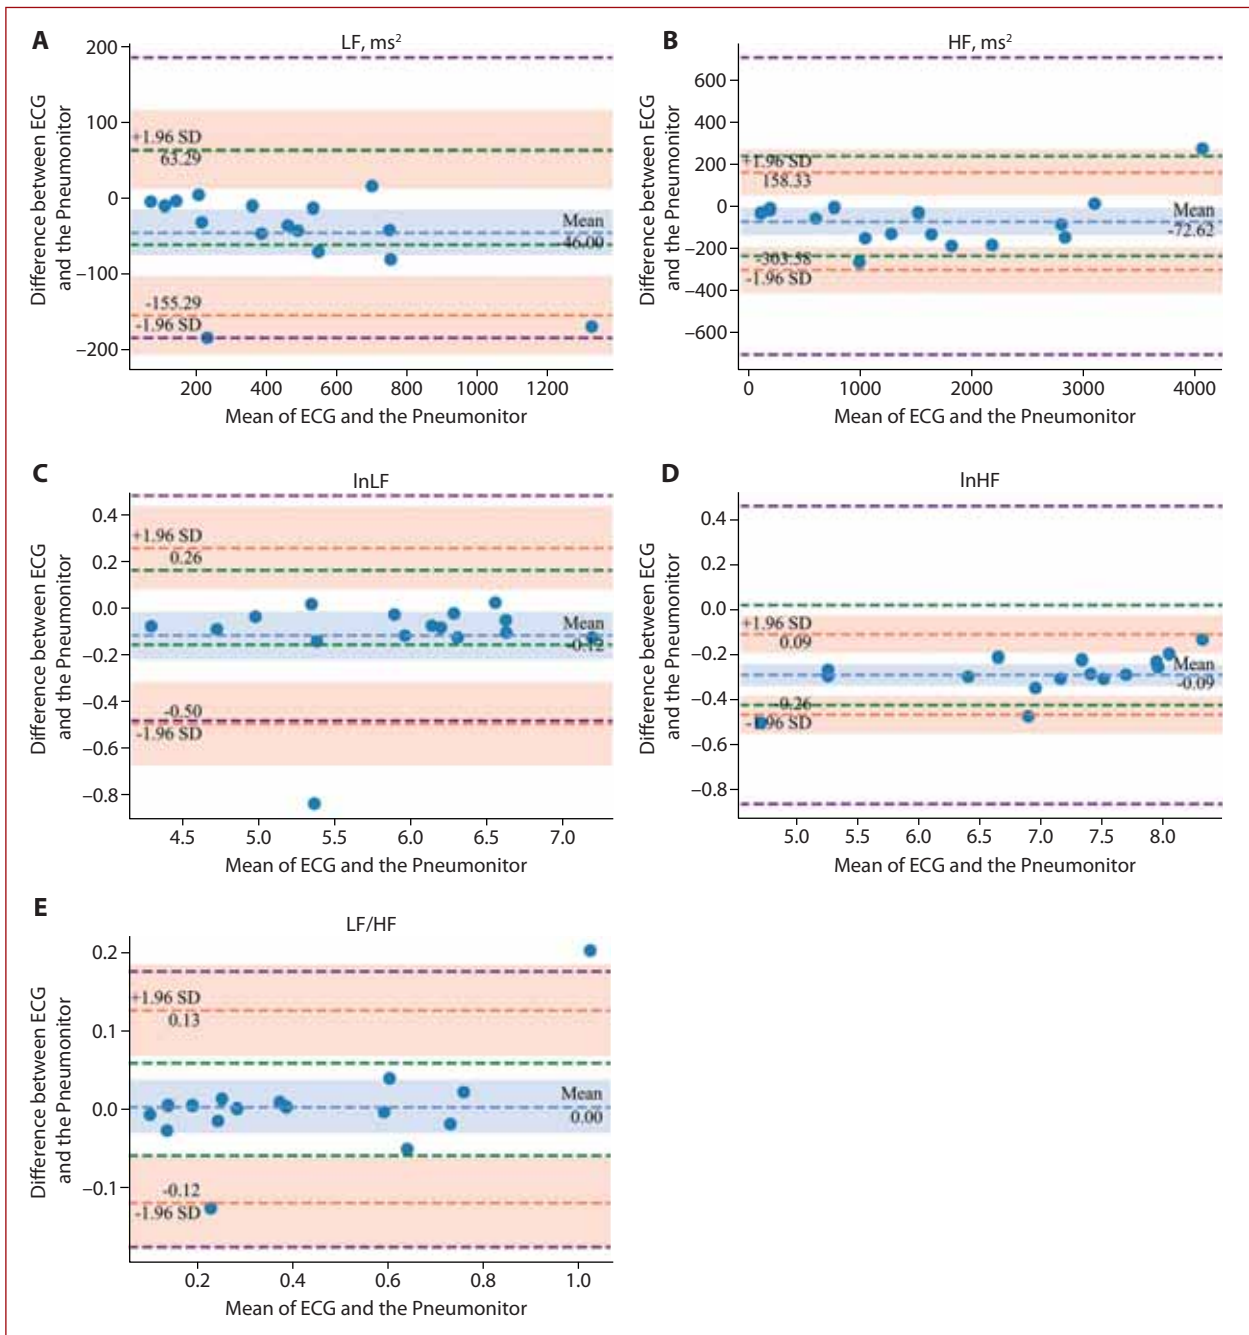 A
LF, ms²
Difference between ECG
and the Pneumonitor
200
100
0
−100
−200
+1.96 SD
63.29
Mean
-46.00
-155.29
-1.96 SD
200
400
600
800
1000
1200
Mean of ECG and the Pneumonitor
B
HF, ms²
Difference between ECG
and the Pneumonitor
600
400
200
0
−200
−400
−600
+1.96 SD
158.33
Mean
-72.62
-303.58
-1.96 SD
0
1000
2000
3000
4000
Mean of ECG and the Pneumonitor
C
lnLF
Difference between ECG
and the Pneumonitor
0.4
0.2
0.0
−0.2
−0.4
−0.6
−0.8
+1.96 SD
0.26
Mean
-0.12
-0.50
-1.96 SD
4.5
5.0
5.5
6.0
6.5
7.0
Mean of ECG and the Pneumonitor
D
lnHF
Difference between ECG
and the Pneumonitor
0.4
0.2
0.0
−0.2
−0.4
−0.6
−0.8
+1.96 SD
0.09
Mean
-0.09
-0.26
-1.96 SD
5.0
5.5
6.0
6.5
7.0
7.5
8.0
Mean of ECG and the Pneumonitor
E
LF/HF
Difference between ECG
and the Pneumonitor
0.2
0.1
0.0
−0.1
+1.96 SD
0.13
Mean
0.00
-0.12
-1.96 SD
0.2
0.4
0.6
0.8
1.0
Mean of ECG and the Pneumonitor